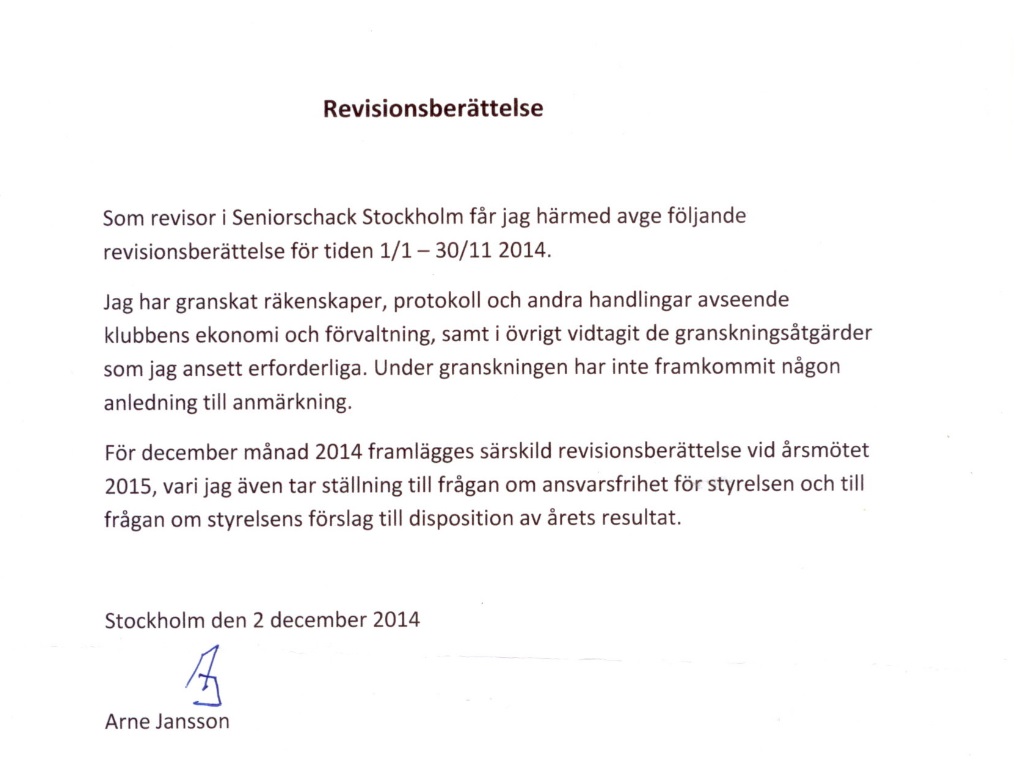 Revisionsberättelse
Som revisor i Seniorschack Stockholm får jag härmed avge följande
revisionsberättelse för tiden 1/1 – 30/11 2014.
Jag har granskat räkenskaper, protokoll och andra handlingar avseende
klubbens ekonomi och förvaltning, samt i övrigt vidtagit de granskningsåtgärder
som jag ansett erforderliga. Under granskningen har inte framkommit någon
anledning till anmärkning.
För december månad 2014 framlägges särskild revisionsberättelse vid årsmötet
2015, vari jag även tar ställning till frågan om ansvarsfrihet för styrelsen och till
frågan om styrelsens förslag till disposition av årets resultat.
Stockholm den 2 december 2014
AJ
Arne Jansson